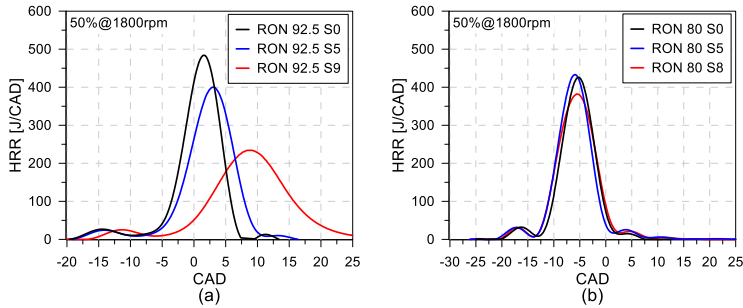 (a)
600
500
400
300
200
100
0
HRR [J/CAD]
50%@1800rpm
RON 92.5 S0
RON 92.5 S5
RON 92.5 S9
-20 -15 -10 -5 0 5 10 15 20 25
CAD
(b)
600
500
400
300
200
100
0
HRR [J/CAD]
50%@1800rpm
RON 80 S0
RON 80 S5
RON 80 S8
-30 -25 -20 -15 -10 -5 0 5 10 15 20 25
CAD